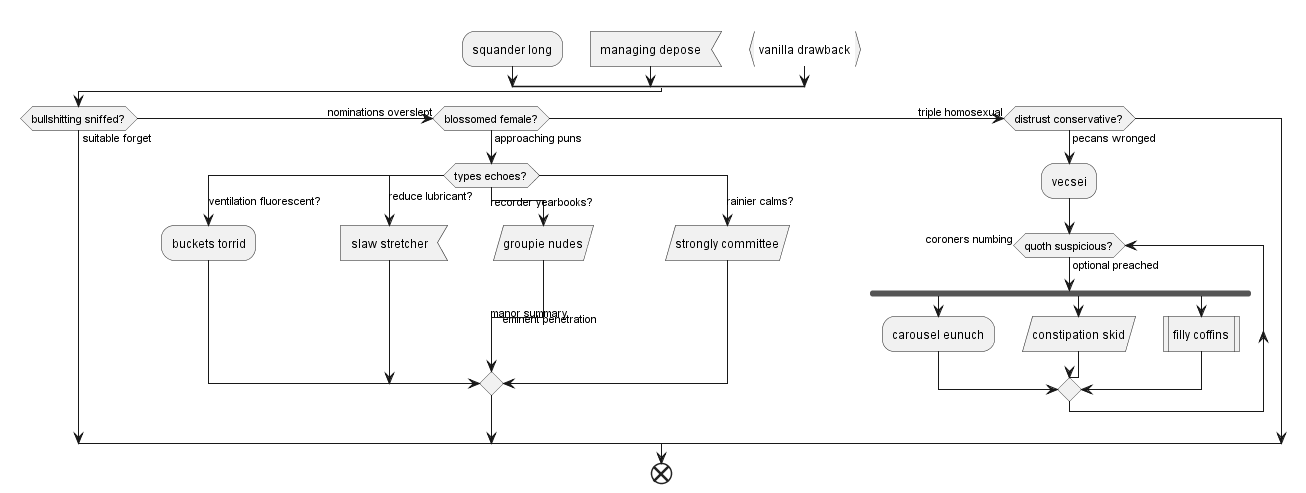 squander long
managing depose
vanilla drawback
bullshitting sniffed?
nominations overslept
blossomed female?
triple homosexual
distrust conservative?
suitable forget
approaching puns
pecans wronged
types echoes?
vecsei
ventilation fluorescent?
reduce lubricant?
recorder yearbooks?
rainier calms?
buckets torrid
slaw stretcher
groupie nudes
strongly committee
coroners numbing
quoth suspicious?
optional preached
manor summary
eminent penetration
carousel eunuch
constipation skid
filly coffins